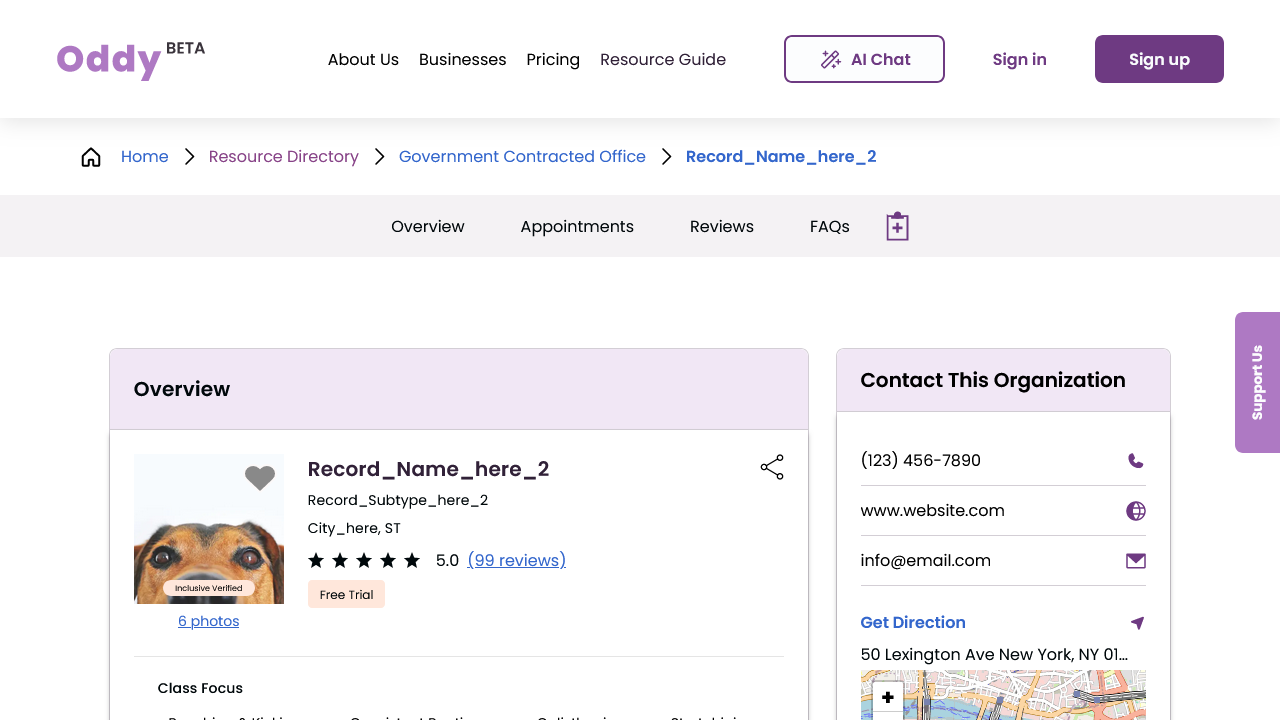 Oddy BETA
About Us Businesses Pricing Resource Guide AI Chat Sign in Sign up
Home Resource Directory Government Contracted Office Record_Name_here_2
Overview Appointments Reviews FAQs
Support Us
Overview
Record_Name_here_2
Record_Subtype_here_2
City_here, ST
5.0 (99 reviews)
Inclusive Verified
Free Trial
6 photos
Class Focus
Contact This Organization
(123) 456-7890
www.website.com
info@email.com
Get Direction
50 Lexington Ave New York, NY 01...
+